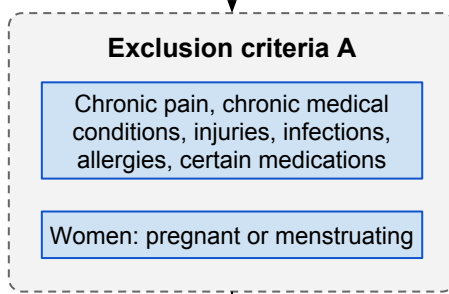 Exclusion criteria A
Chronic pain, chronic medical
conditions, injuries, infections,
allergies, certain medications
Women: pregnant or menstruating